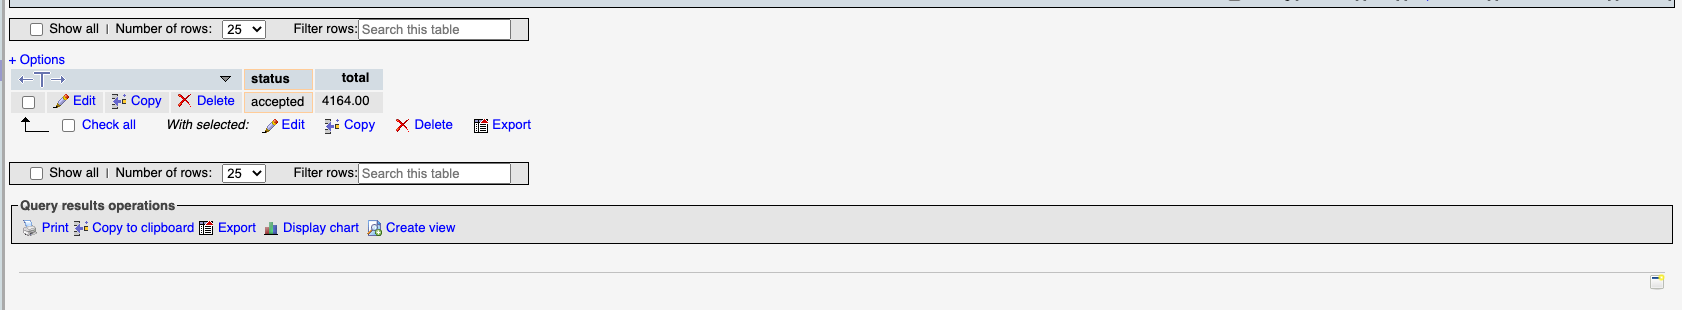 Show all | Number of rows: 25 Filter rows: Search this table
+ Options
←T→ status total
Edit Copy Delete accepted 4164.00
Check all With selected: Edit Copy Delete Export
Show all | Number of rows: 25 Filter rows: Search this table
Query results operations
Print Copy to clipboard Export Display chart Create view